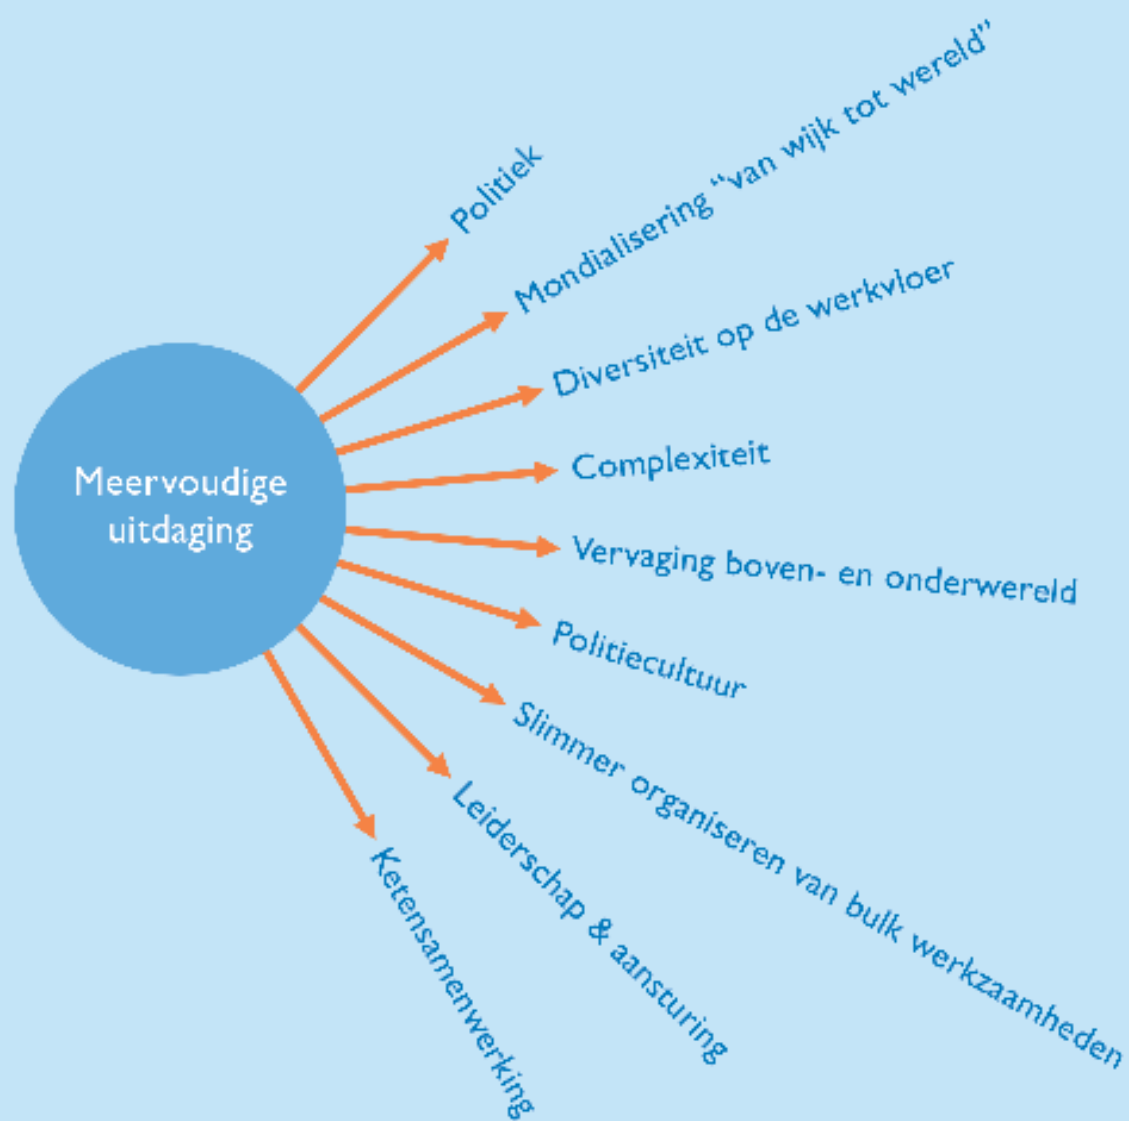 Politiek
Mondialisering “van wijk tot wereld”
Diversiteit op de werkvloer
Complexiteit
Meervoudige
uitdaging
Vervaging boven- en onderwereld
Politiecultuur
Slimmer organiseren van bulk werkzaamheden
Leiderschap & aansturing
Ketensamenwerking